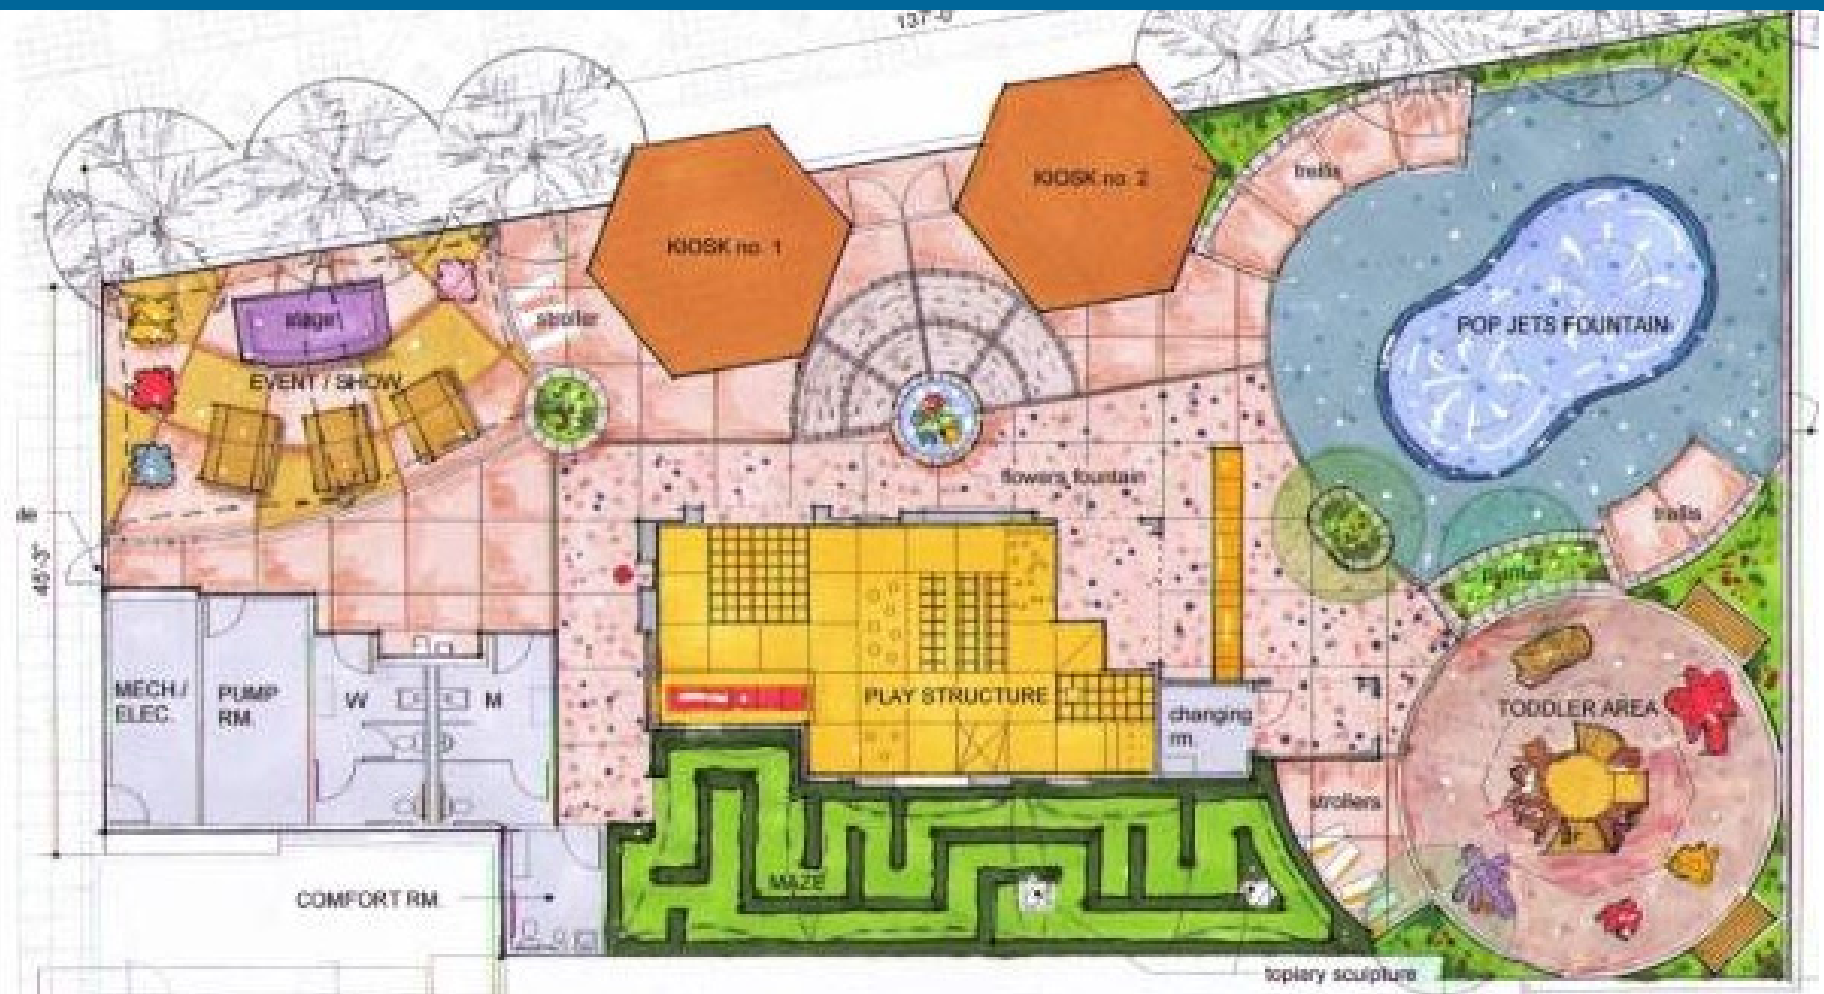 137'-0"
KIOSK no. 1
KIOSK no. 2
trellis
stage
stroller
EVENT / SHOW
POP JETS FOUNTAIN
flowers fountain
trellis
planter
45'-3"
MECH /
ELEC.
PUMP
RM.
W
M
PLAY STRUCTURE
changing
rm.
TODDLER AREA
strollers
MAZE
COMFORT RM.
topiary sculpture